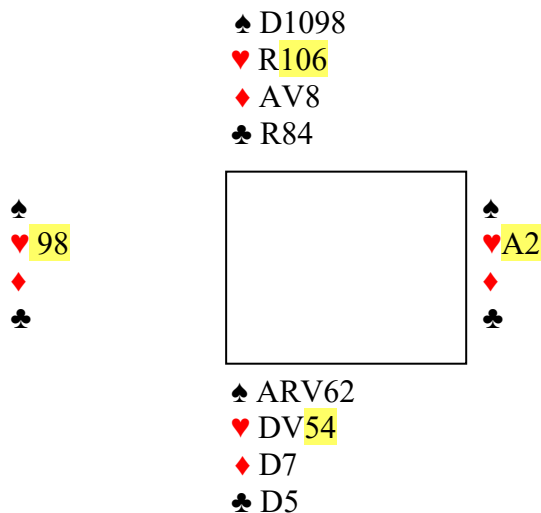 ♠ D1098
♥ R106
♦ AV8
♣ R84
♠
♥ 98
♦
♣
♠
♥A2
♦
♣
♠ ARV62
♥ DV54
♦ D7
♣ D5